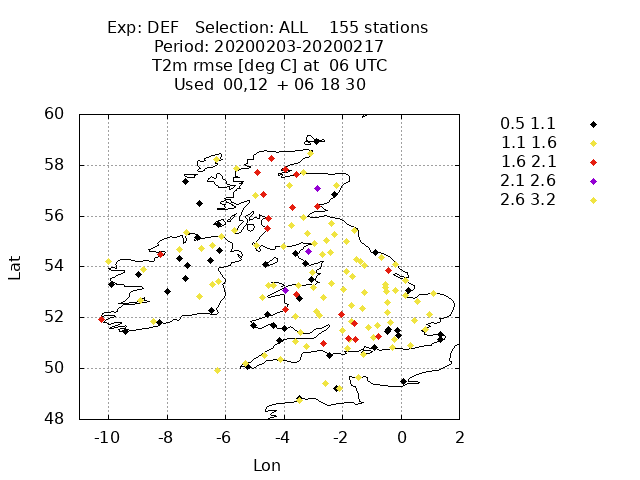 Exp: DEF   Selection: ALL    155 stations
Period: 20200203-20200217
T2m rmse [deg C] at  06 UTC
Used  00,12  + 06 18 30
0.5 1.1
1.1 1.6
1.6 2.1
2.1 2.6
2.6 3.2
60
58
56
54
52
50
48
Lat
-10 -8 -6 -4 -2 0 2
Lon